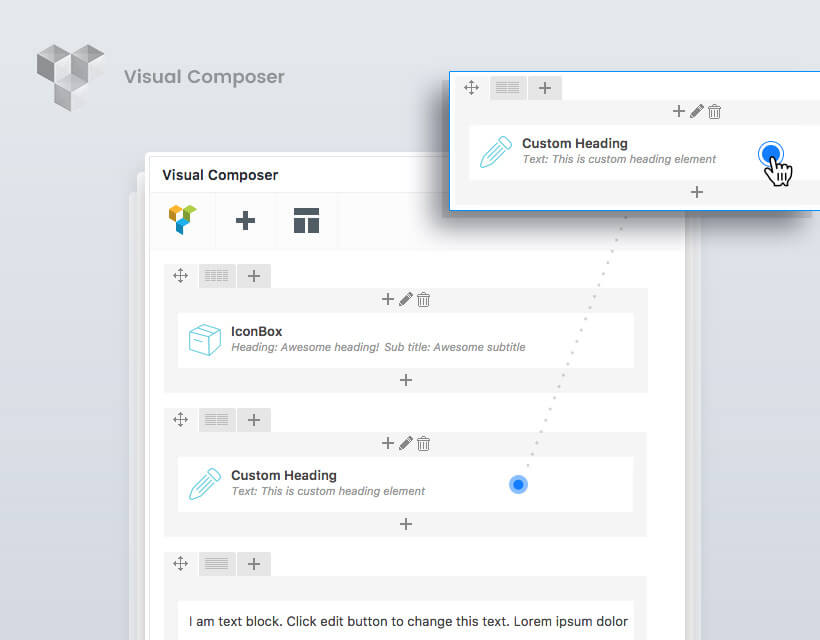 Visual Composer
Custom Heading
Text: This is custom heading element
Visual Composer
IconBox
Heading: Awesome heading! Sub title: Awesome subtitle
Custom Heading
Text: This is custom heading element
I am text block. Click edit button to change this text. Lorem ipsum dolor